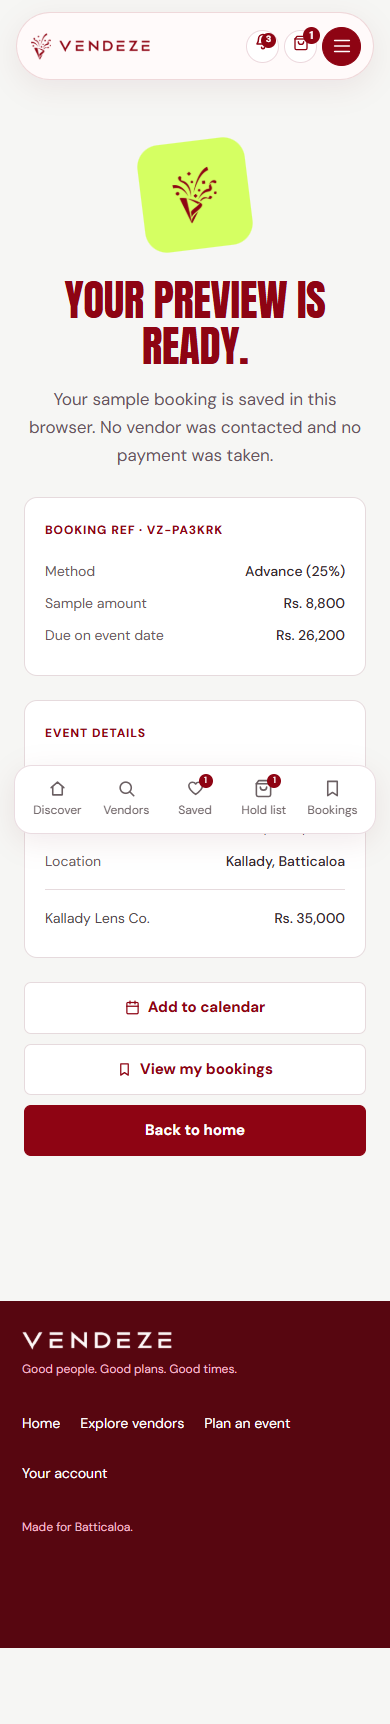 VENDEZE
3
1
YOUR PREVIEW IS
READY.
Your sample booking is saved in this
browser. No vendor was contacted and no
payment was taken.
BOOKING REF · VZ-PA3KRK
Method Advance (25%)
Sample amount Rs. 8,800
Due on event date Rs. 26,200
EVENT DETAILS
1 1
Discover Vendors Saved Hold list Bookings
Location Kallady, Batticaloa
Kallady Lens Co. Rs. 35,000
Add to calendar
View my bookings
Back to home
VENDEZE
Good people. Good plans. Good times.
Home Explore vendors Plan an event
Your account
Made for Batticaloa.